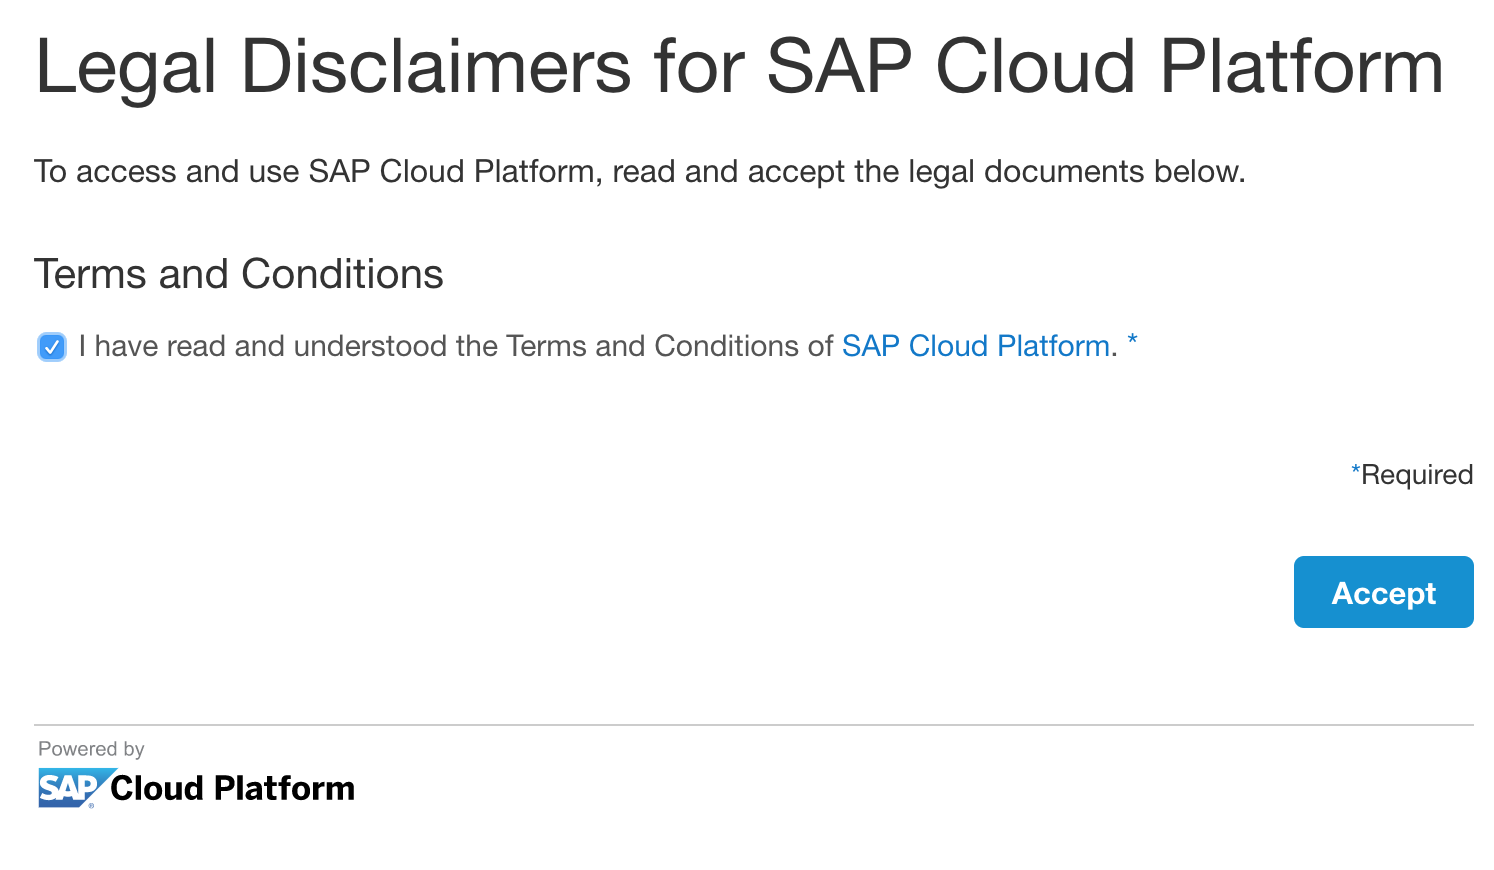 Legal Disclaimers for SAP Cloud Platform
To access and use SAP Cloud Platform, read and accept the legal documents below.
Terms and Conditions
I have read and understood the Terms and Conditions of SAP Cloud Platform. *
*Required
Accept
Powered by
SAP® Cloud Platform